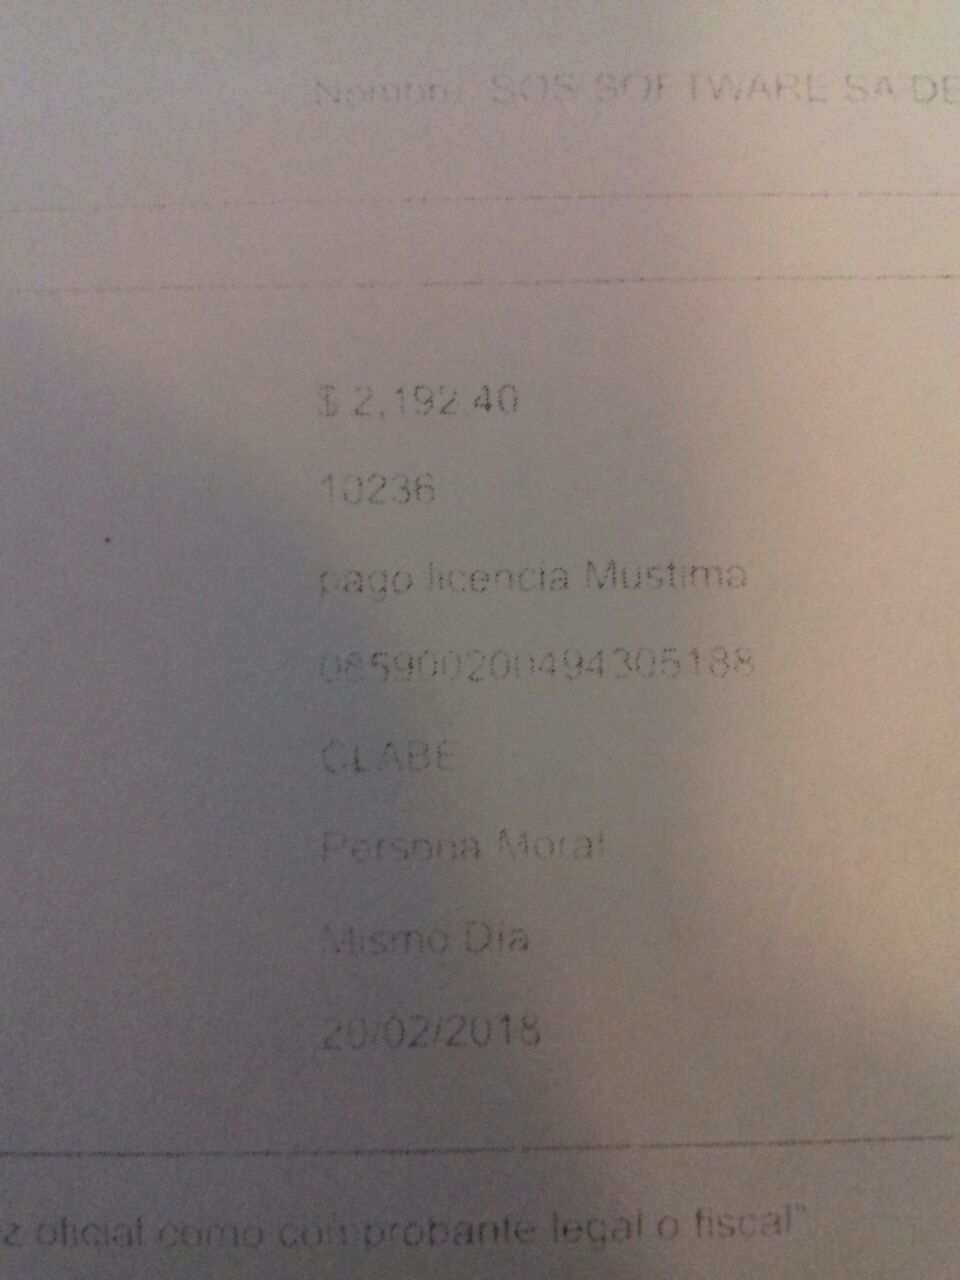 Nombre: SOS SOFTWARE SA DE
$ 2,192.40
10236
pago licencia Mustima
085900200494305188
CLABE
Persona Moral
Mismo Día
20/02/2018
z oficial como comprobante legal o fiscal"